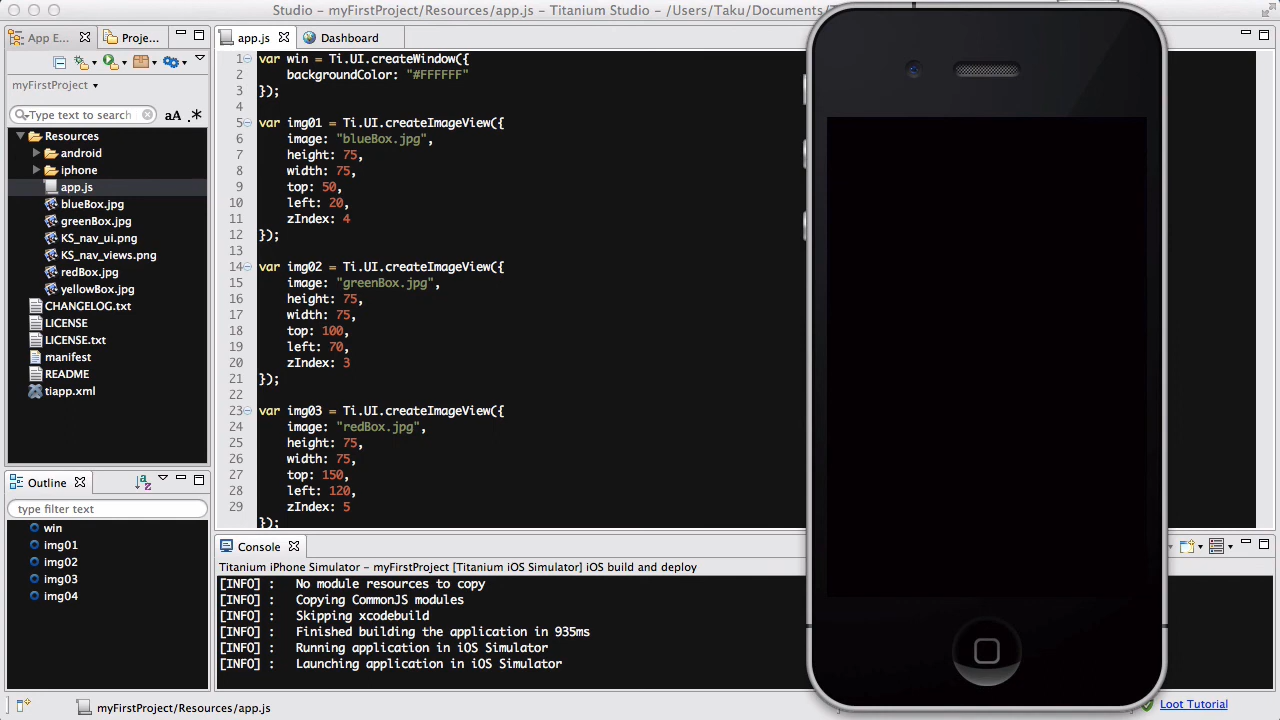 Studio – myFirstProject/Resources/app.js – Titanium Studio – /Users/Taku/Documents/
App E...
Proje...
app.js
Dashboard
myFirstProject
Type text to search
aA .*
Resources
android
iphone
app.js
blueBox.jpg
greenBox.jpg
KS_nav_ui.png
KS_nav_views.png
redBox.jpg
yellowBox.jpg
CHANGELOG.txt
LICENSE
LICENSE.txt
manifest
README
tiapp.xml
1 var win = Ti.UI.createWindow({
2 backgroundColor: "#FFFFFF"
3 });
4
5 var img01 = Ti.UI.createImageView({
6 image: "blueBox.jpg",
7 height: 75,
8 width: 75,
9 top: 50,
10 left: 20,
11 zIndex: 4
12 });
13
14 var img02 = Ti.UI.createImageView({
15 image: "greenBox.jpg",
16 height: 75,
17 width: 75,
18 top: 100,
19 left: 70,
20 zIndex: 3
21 });
22
23 var img03 = Ti.UI.createImageView({
24 image: "redBox.jpg",
25 height: 75,
26 width: 75,
27 top: 150,
28 left: 120,
29 zIndex: 5
});
Outline
type filter text
win
img01
img02
img03
img04
Console
Titanium iPhone Simulator – myFirstProject [Titanium iOS Simulator] iOS build and deploy
[INFO] : No module resources to copy
[INFO] : Copying CommonJS modules
[INFO] : Skipping xcodebuild
[INFO] : Finished building the application in 935ms
[INFO] : Running application in iOS Simulator
[INFO] : Launching application in iOS Simulator
myFirstProject/Resources/app.js
Loot Tutorial